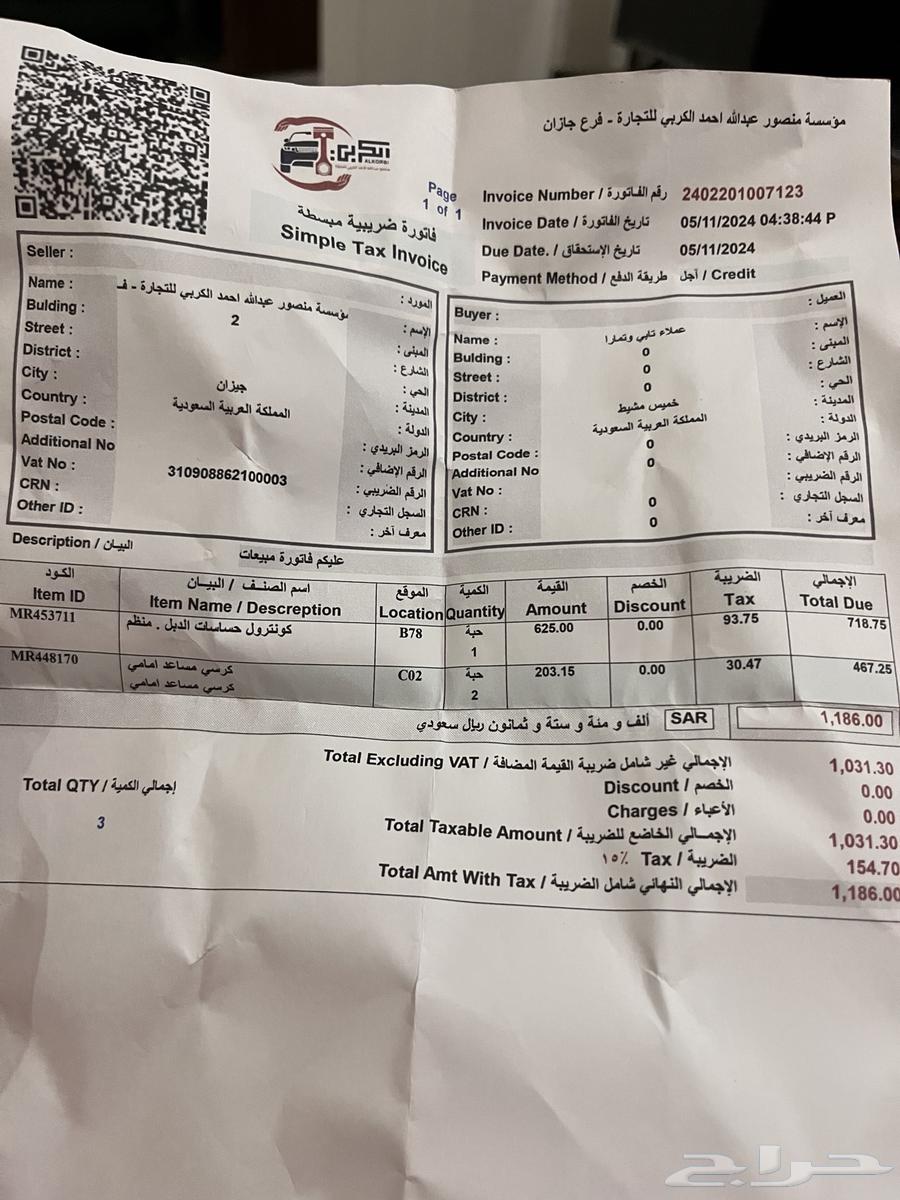 مؤسسة منصور عبدالله احمد الكربي للتجارة - فرع جازان
الكربي
ALKORBI
Page
1 of 1
فاتورة ضريبية مبسطة
Simple Tax Invoice
Invoice Number / رقم الفاتورة 2402201007123
Invoice Date / تاريخ الفاتورة 05/11/2024 04:38:44 P
Due Date. / تاريخ الإستحقاق 05/11/2024
Payment Method / طريقة الدفع آجل / Credit
Seller : المورد :
Name : مؤسسة منصور عبدالله احمد الكربي للتجارة - ف الإسم :
Bulding : 2 المبنى :
Street : الشارع :
District : الحي :
City : جيزان المدينة :
Country : المملكة العربية السعودية الدولة :
Postal Code : الرمز البريدي :
Additional No الرقم الإضافي :
Vat No : 310908862100003 الرقم الضريبي :
CRN : السجل التجاري :
Other ID : معرف آخر :
Buyer : العميل :
Name : عملاء تابي وتمارا الإسم :
Bulding : 0 المبنى :
Street : 0 الشارع :
District : 0 الحي :
City : خميس مشيط المدينة :
Country : المملكة العربية السعودية الدولة :
Postal Code : 0 الرمز البريدي :
Additional No 0 الرقم الإضافي :
Vat No : الرقم الضريبي :
CRN : 0 السجل التجاري :
Other ID : 0 معرف آخر :
Description / البيـان عليكم فاتورة مبيعات
الكـود اسم الصنـف / البيـان الموقع الكمية القيمة الخصم الضريبة الإجمالي
Item ID Item Name / Descreption Location Quantity Amount Discount Tax Total Due
MR453711 كونترول حساسات الدبل . منظم B78 حبة 1 625.00 0.00 93.75 718.75
MR448170 كرسي مساعد امامي C02 حبة 2 203.15 0.00 30.47 467.25
كرسي مساعد امامي
ألف و مئة و ستة و ثمانون ريال سعودي SAR 1,186.00
Total Excluding VAT / الإجمالي غير شامل ضريبة القيمة المضافة 1,031.30
Discount / الخصم 0.00
Charges / الأعباء 0.00
Total Taxable Amount / الإجمـالي الخاضع للضريبة 1,031.30
١٥٪ Tax / الضريبة 154.70
Total Amt With Tax / الإجمالي النهائي شامل الضريبة 1,186.00
Total QTY / إجمالي الكمية
3
حراج